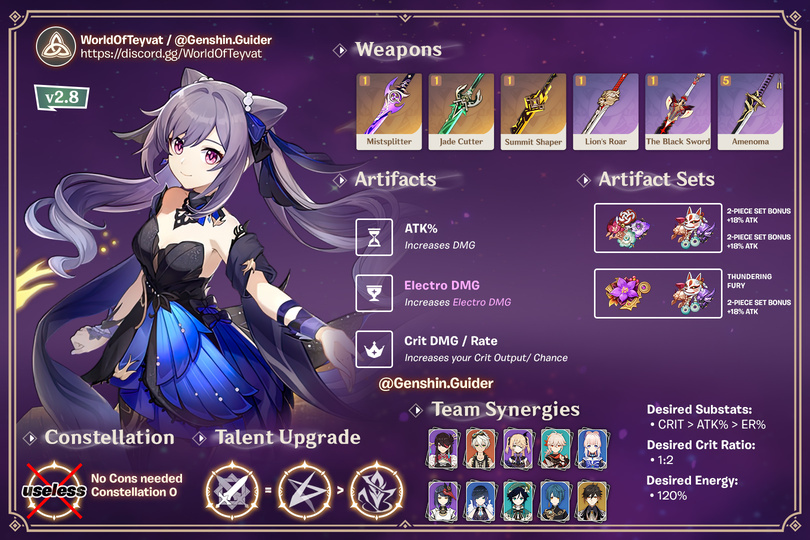 WorldOfTeyvat / @Genshin.Guider
https://discord.gg/WorldOfTeyvat
v2.8
Weapons
1
1
1
1
1
5
Mistsplitter
Jade Cutter
Summit Shaper
Lion's Roar
The Black Sword
Amenoma
Artifacts
ATK%
Increases DMG
Electro DMG
Increases Electro DMG
Crit DMG / Rate
Increases your Crit Output/ Chance
@Genshin.Guider
Artifact Sets
2-PIECE SET BONUS
+18% ATK
2-PIECE SET BONUS
+18% ATK
THUNDERING
FURY
2-PIECE SET BONUS
+18% ATK
Constellation
useless
No Cons needed
Constellation 0
Talent Upgrade
=
>
Team Synergies
Desired Substats:
• CRIT > ATK% > ER%
Desired Crit Ratio:
• 1:2
Desired Energy:
• 120%